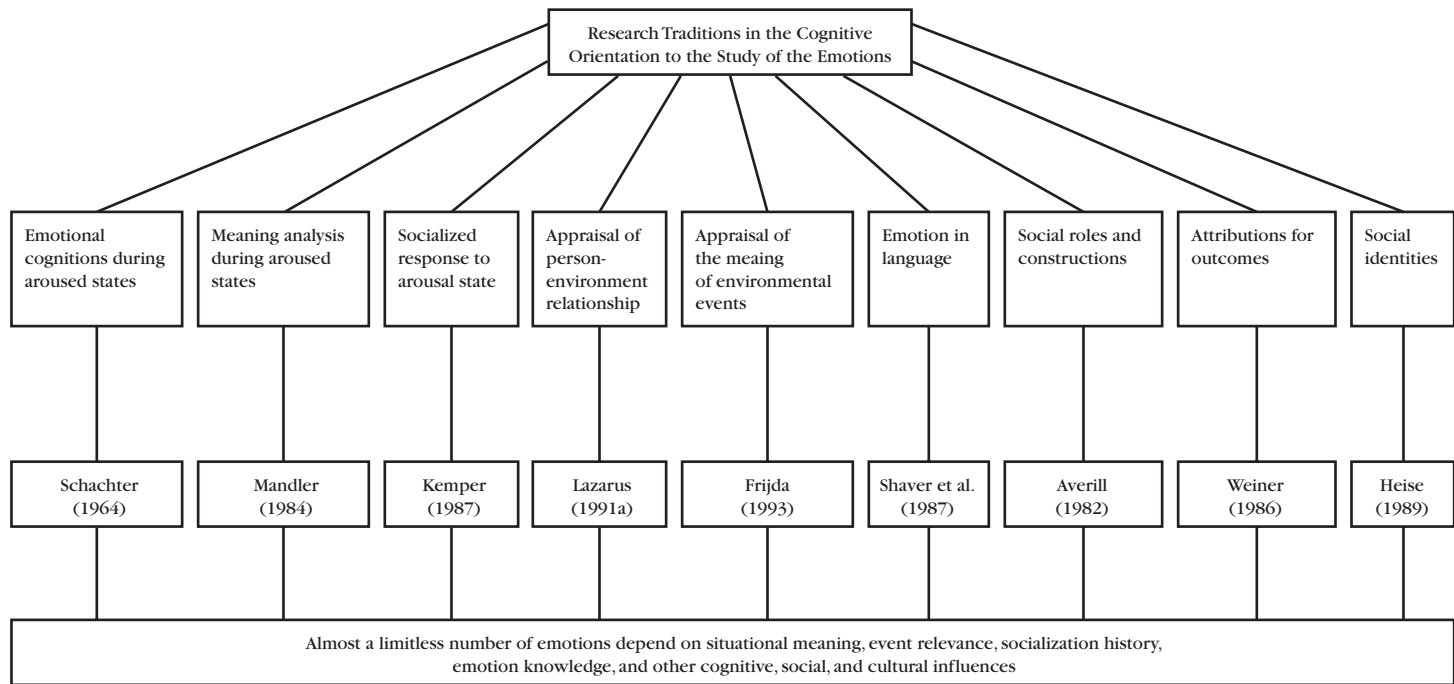 Research Traditions in the Cognitive
Orientation to the Study of the Emotions
Emotional
cognitions during
aroused states
Meaning analysis
during aroused
states
Socialized
response to
arousal state
Appraisal of
person-
environment
relationship
Appraisal of
the meaing
of environmental
events
Emotion in
language
Social roles and
constructions
Attributions for
outcomes
Social
identities
Schachter
(1964)
Mandler
(1984)
Kemper
(1987)
Lazarus
(1991a)
Frijda
(1993)
Shaver et al.
(1987)
Averill
(1982)
Weiner
(1986)
Heise
(1989)
Almost a limitless number of emotions depend on situational meaning, event relevance, socialization history,
emotion knowledge, and other cognitive, social, and cultural influences